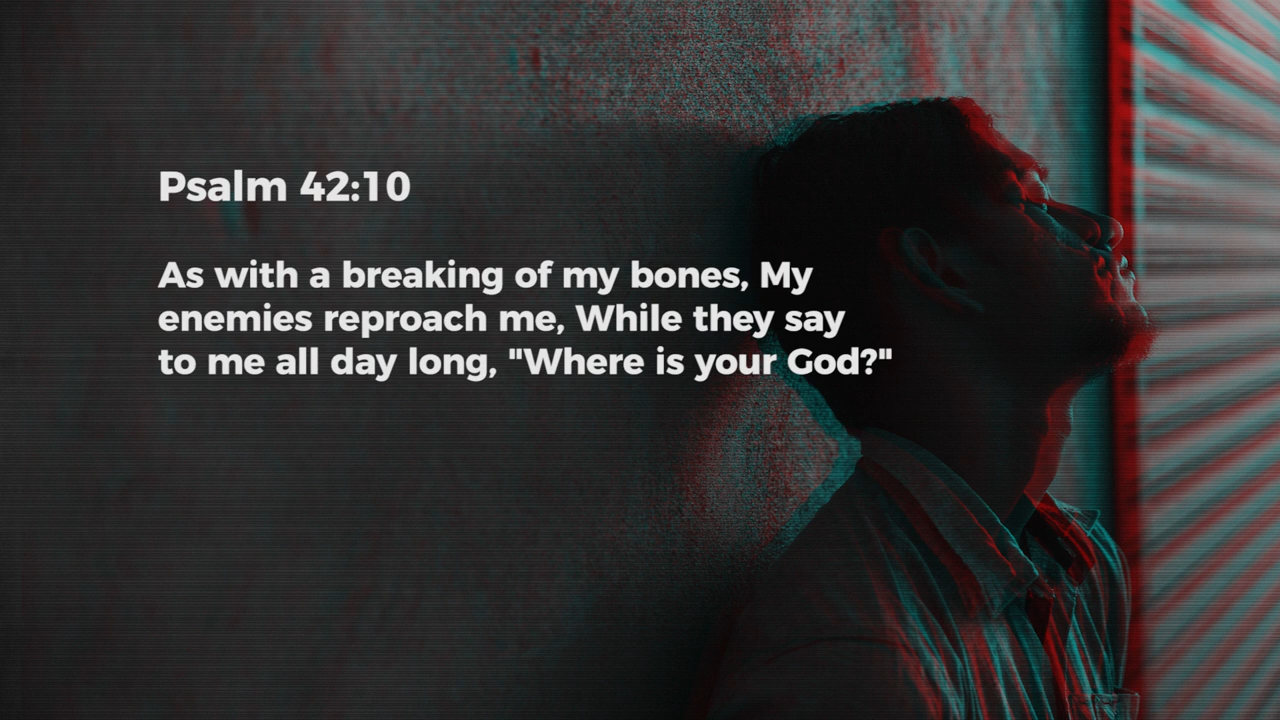 Psalm 42:10
As with a breaking of my bones, My
enemies reproach me, While they say
to me all day long, "Where is your God?"